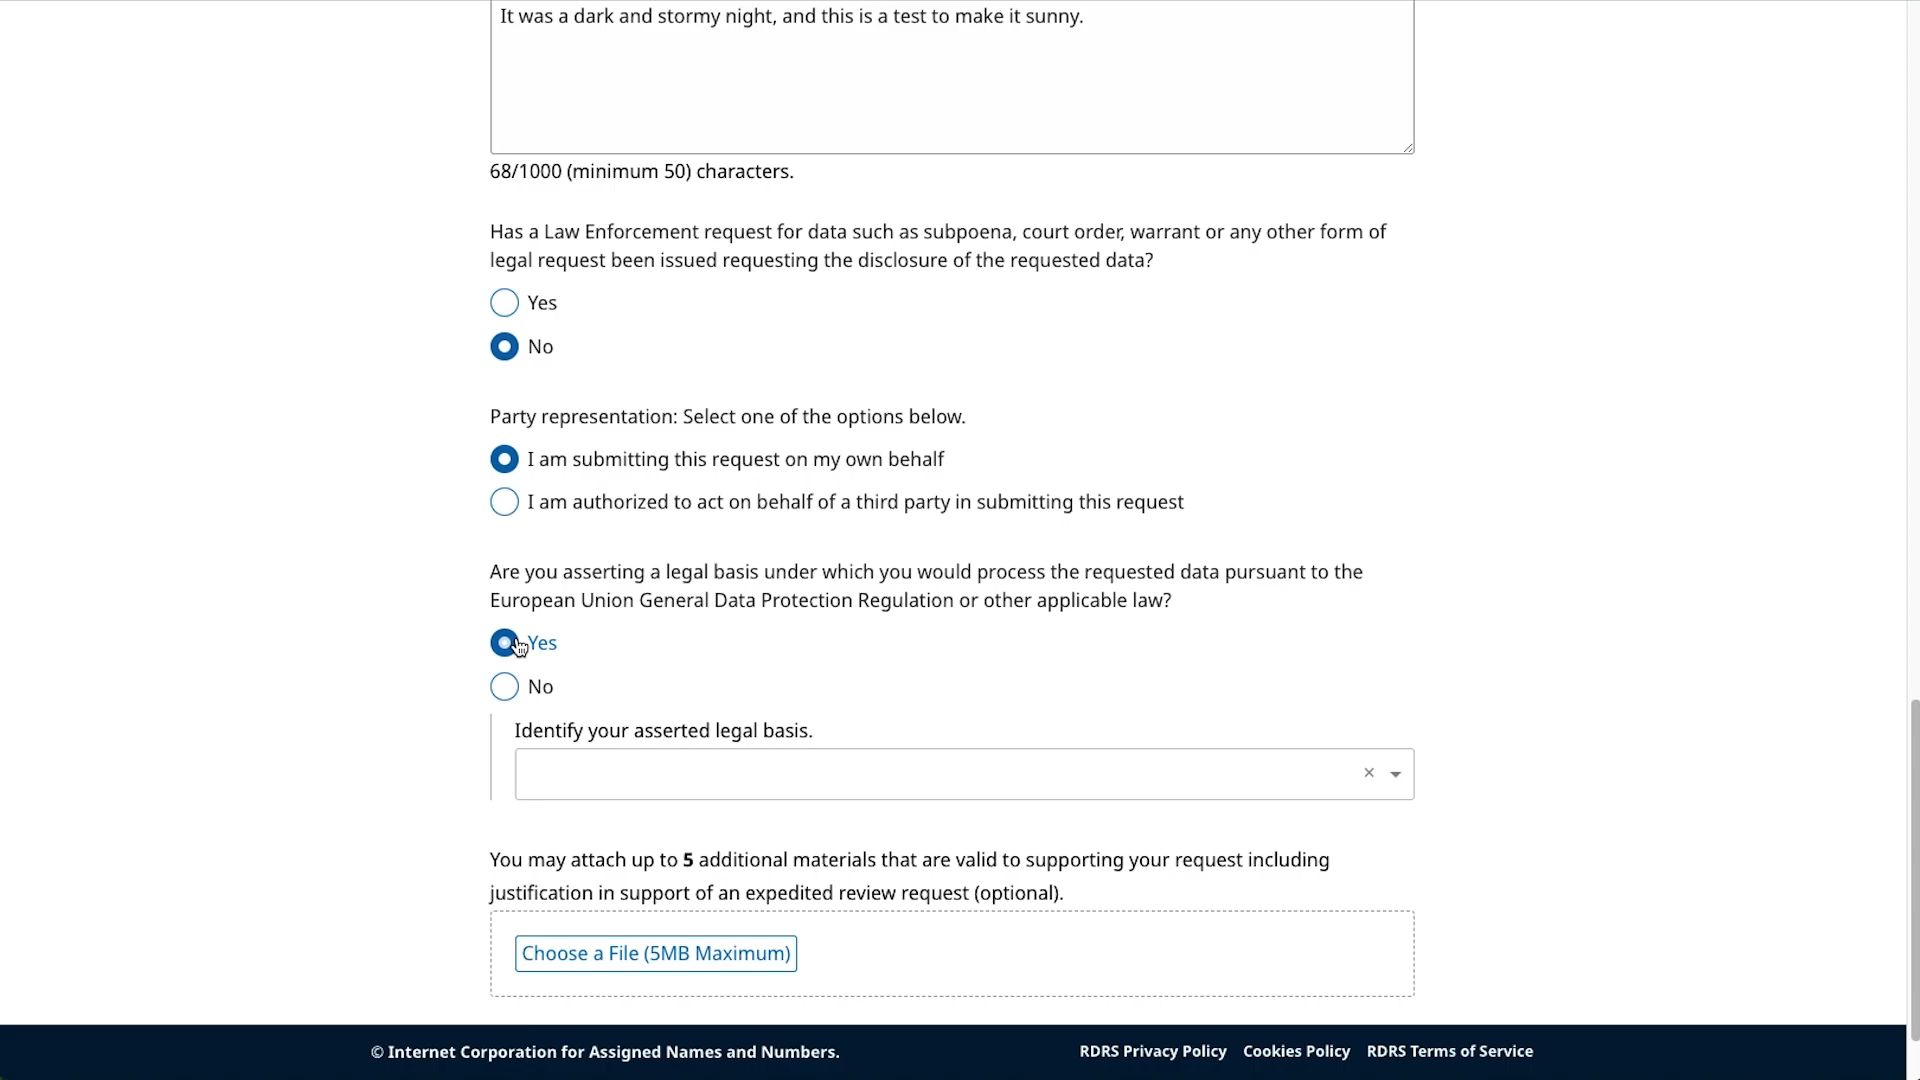 It was a dark and stormy night, and this is a test to make it sunny.
68/1000 (minimum 50) characters.
Has a Law Enforcement request for data such as subpoena, court order, warrant or any other form of
legal request been issued requesting the disclosure of the requested data?
Yes
No
Party representation: Select one of the options below.
I am submitting this request on my own behalf
I am authorized to act on behalf of a third party in submitting this request
Are you asserting a legal basis under which you would process the requested data pursuant to the
European Union General Data Protection Regulation or other applicable law?
Yes
No
Identify your asserted legal basis.
You may attach up to 5 additional materials that are valid to supporting your request including
justification in support of an expedited review request (optional).
Choose a File (5MB Maximum)
© Internet Corporation for Assigned Names and Numbers. RDRS Privacy Policy Cookies Policy RDRS Terms of Service